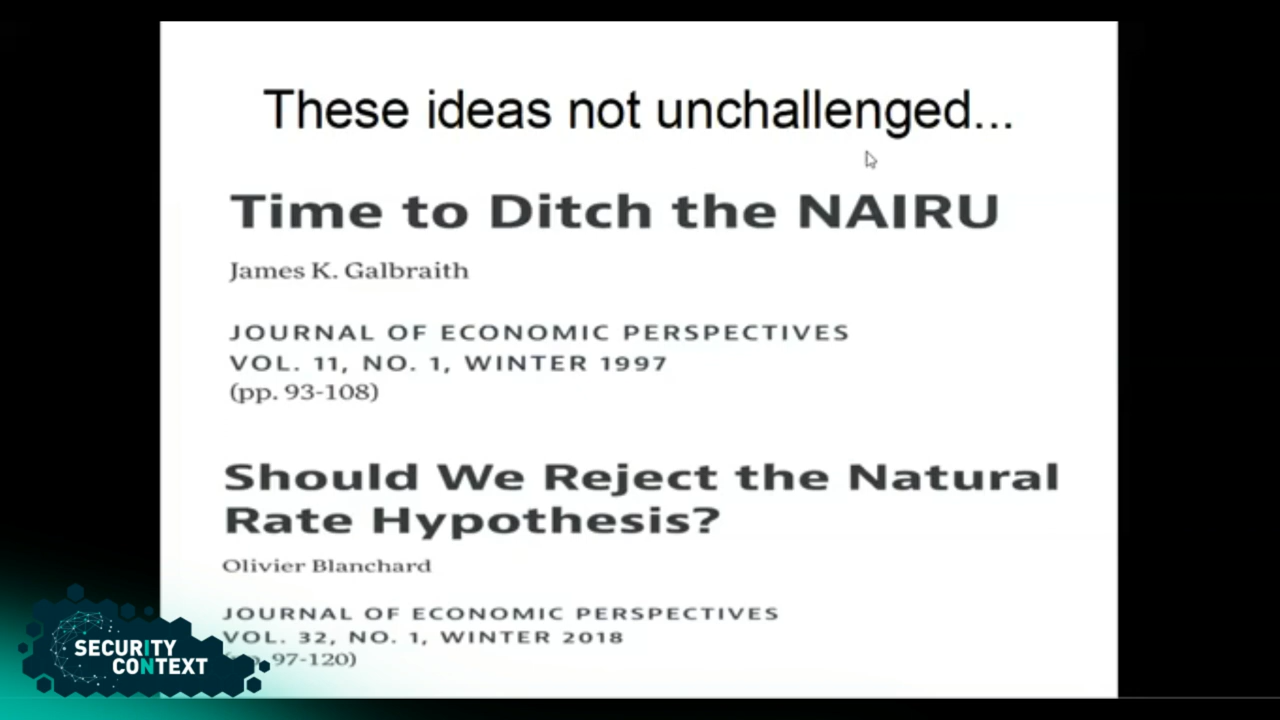 These ideas not unchallenged...
Time to Ditch the NAIRU
James K. Galbraith
JOURNAL OF ECONOMIC PERSPECTIVES
VOL. 11, NO. 1, WINTER 1997
(pp. 93-108)
Should We Reject the Natural
Rate Hypothesis?
Olivier Blanchard
JOURNAL OF ECONOMIC PERSPECTIVES
VOL. 32, NO. 1, WINTER 2018
97-120)
SECURITY
CONTEXT